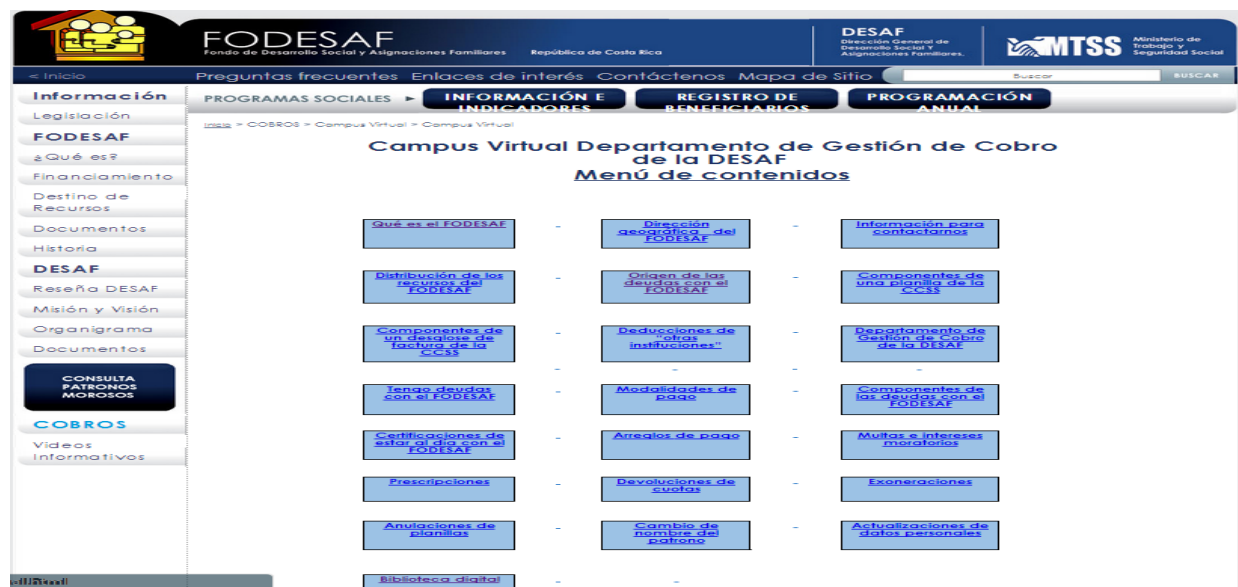 FODESAF
Fondo de Desarrollo Social y Asignaciones Familiares República de Costa Rica
DESAF
Dirección General de
Desarrollo Social Y
Asignaciones Familiares.
MTSS
Ministerio de
Trabajo y
Seguridad Social
< Inicio Preguntas frecuentes Enlaces de interés Contáctenos Mapa de Sitio Buscar BUSCAR
Información
Legislación
FODESAF
¿Qué es?
Financiamiento
Destino de
Recursos
Documentos
Historia
DESAF
Reseña DESAF
Misión y Visión
Organigrama
Documentos
CONSULTA
PATRONOS
MOROSOS
COBROS
Videos
Informativos
PROGRAMAS SOCIALES ►
INFORMACIÓN E
INDICADORES
REGISTRO DE
BENEFICIARIOS
PROGRAMACIÓN
ANUAL
Inicio > COBROS > Campus Virtual > Campus Virtual
Campus Virtual Departamento de Gestión de Cobro
de la DESAF
Menú de contenidos
Qué es el FODESAF
Dirección
geográfica del
FODESAF
Información para
contactarnos
Distribución de los
recursos del
FODESAF
Origen de las
deudas con el
FODESAF
Componentes de
una planilla de la
CCSS
Componentes de
un desglose de
factura de la
CCSS
Deducciones de
"otras
instituciones"
Departamento de
Gestión de Cobro
de la DESAF
Tengo deudas
con el FODESAF
Modalidades de
pago
Componentes de
las deudas con el
FODESAF
Certificaciones de
estar al día con el
FODESAF
Arreglos de pago
Multas e intereses
moratorios
Prescripciones
Devoluciones de
cuotas
Exoneraciones
Anulaciones de
planillas
Cambio de
nombre del
patrono
Actualizaciones de
datos personales
Biblioteca digital